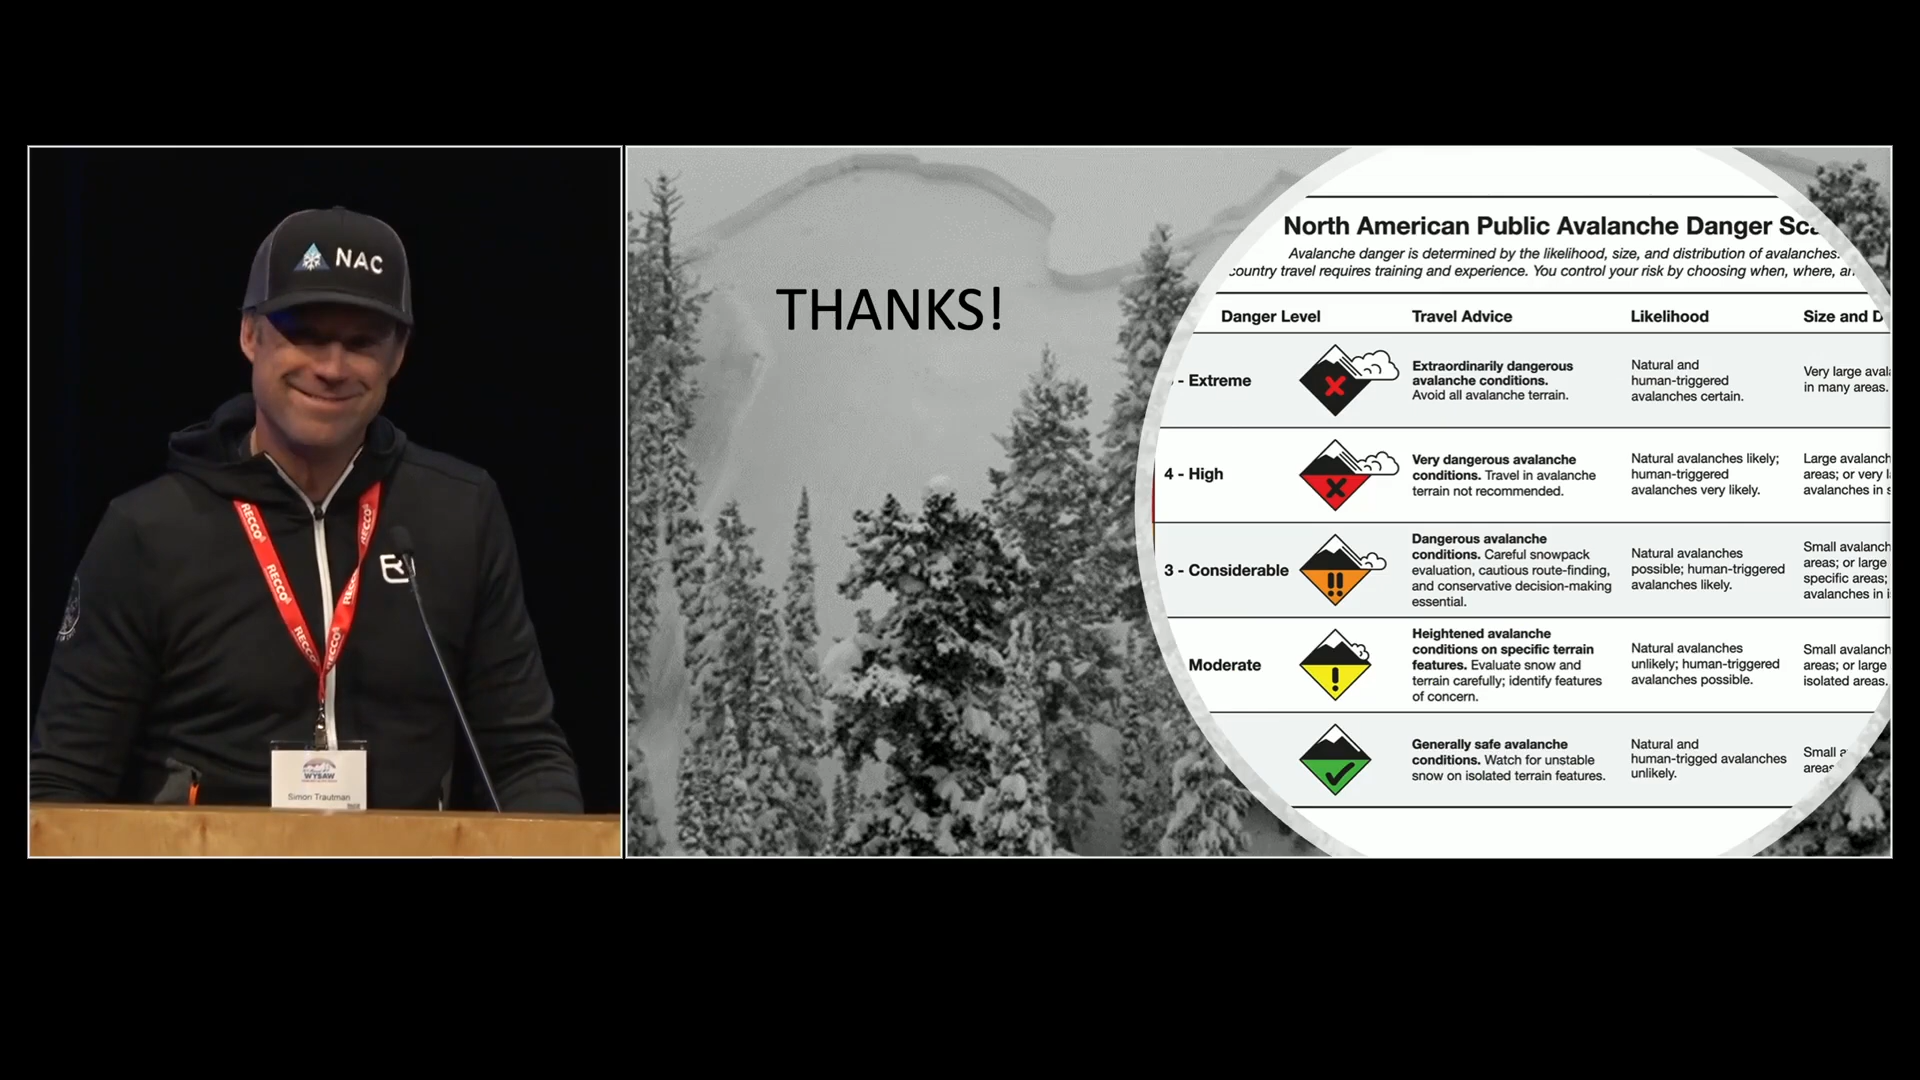 NAC
RECCO
RECCO
RECCO
RECCO
RECCO
WYSAW
Simon Trautman
THANKS!
North American Public Avalanche Danger Sca
Avalanche danger is determined by the likelihood, size, and distribution of avalanches.
country travel requires training and experience. You control your risk by choosing when, where, an
Danger Level Travel Advice Likelihood Size and D
- Extreme
Extraordinarily dangerous
avalanche conditions.
Avoid all avalanche terrain.
Natural and
human-triggered
avalanches certain.
Very large aval
in many areas.
4 - High
Very dangerous avalanche
conditions. Travel in avalanche
terrain not recommended.
Natural avalanches likely;
human-triggered
avalanches very likely.
Large avalanch
areas; or very l
avalanches in s
3 - Considerable
Dangerous avalanche
conditions. Careful snowpack
evaluation, cautious route-finding,
and conservative decision-making
essential.
Natural avalanches
possible; human-triggered
avalanches likely.
Small avalanch
areas; or large
specific areas;
avalanches in i
Moderate
Heightened avalanche
conditions on specific terrain
features. Evaluate snow and
terrain carefully; identify features
of concern.
Natural avalanches
unlikely; human-triggered
avalanches possible.
Small avalanch
areas; or large
isolated areas.
Generally safe avalanche
conditions. Watch for unstable
snow on isolated terrain features.
Natural and
human-trigged avalanches
unlikely.
Small a
areas